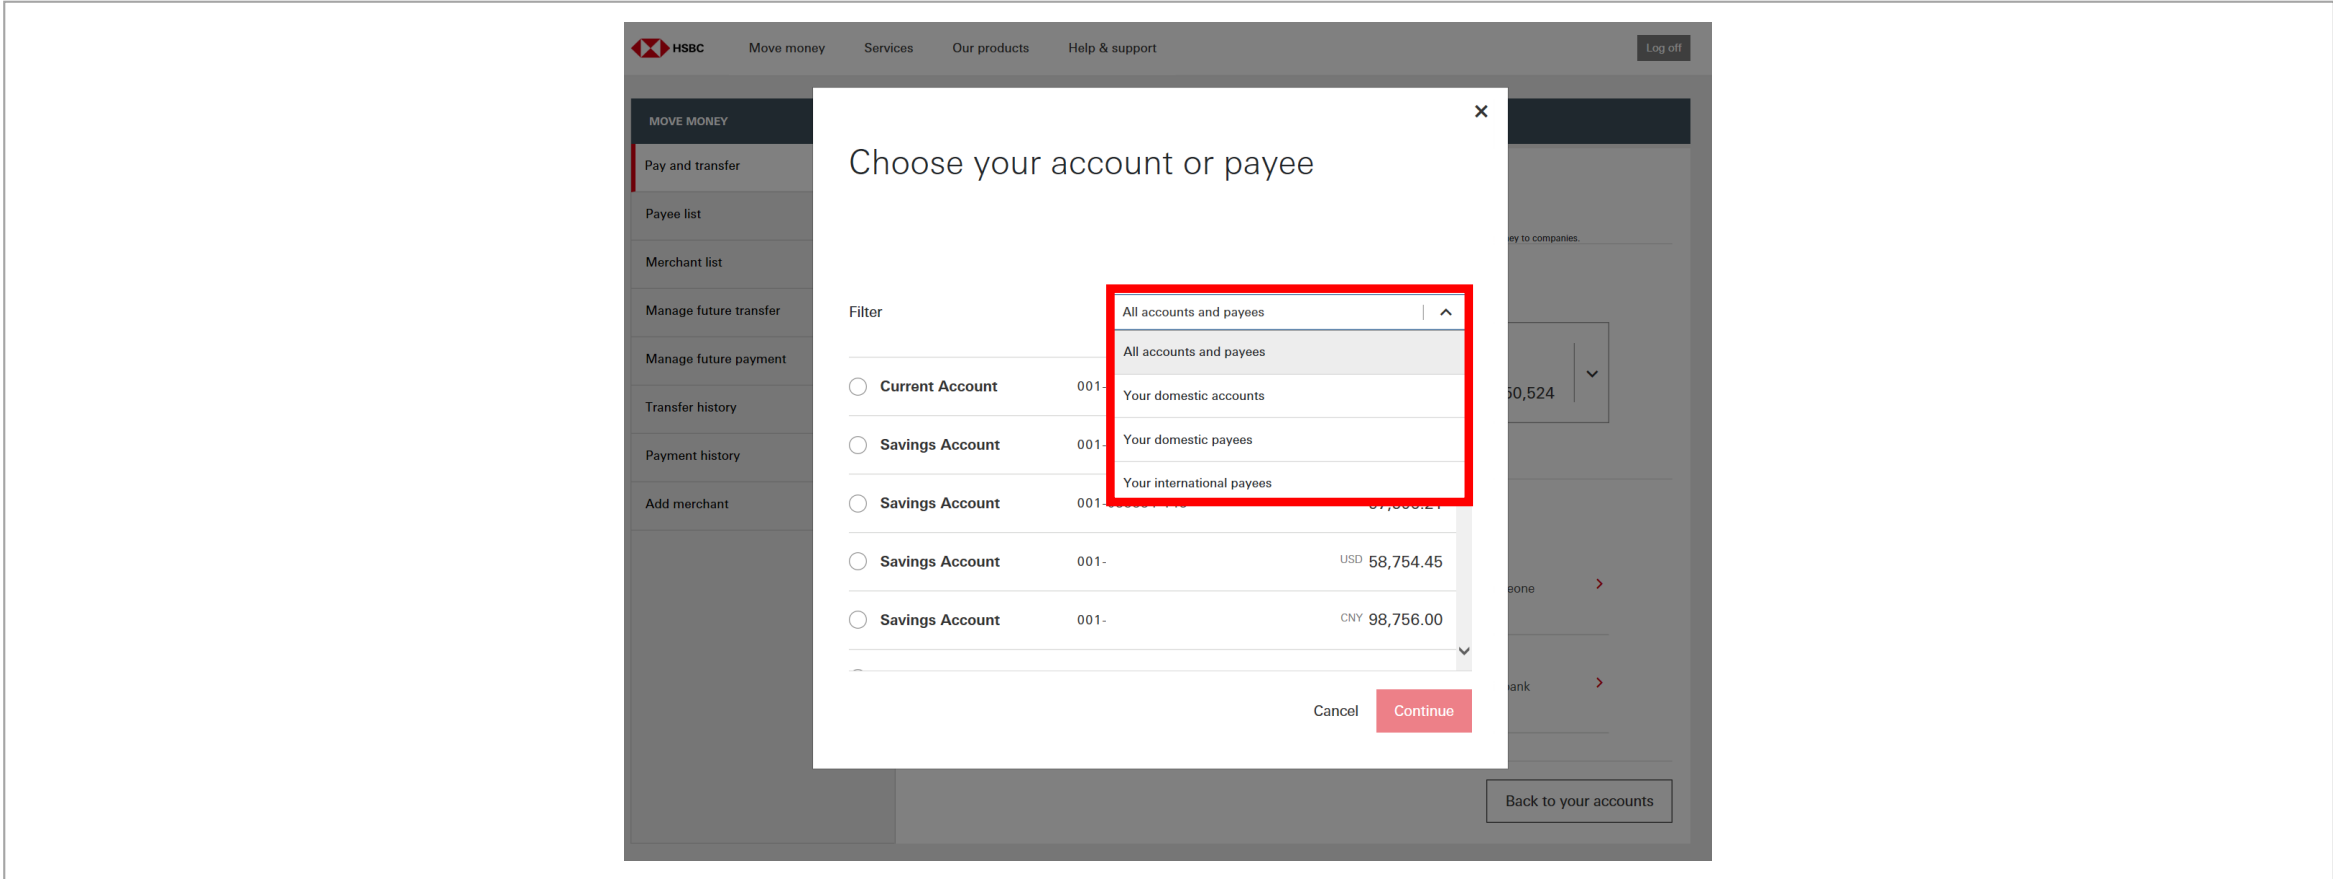 HSBC Move money Services Our products Help & support Log off
MOVE MONEY
Pay and transfer
Payee list
Merchant list
Manage future transfer
Manage future payment
Transfer history
Payment history
Add merchant
Choose your account or payee
Filter
All accounts and payees
All accounts and payees
Your domestic accounts
Your domestic payees
Your international payees
Current Account 001-
Savings Account 001-
Savings Account 001-
Savings Account 001- USD 58,754.45
Savings Account 001- CNY 98,756.00
Cancel Continue
to companies.
50,524
Back to your accounts